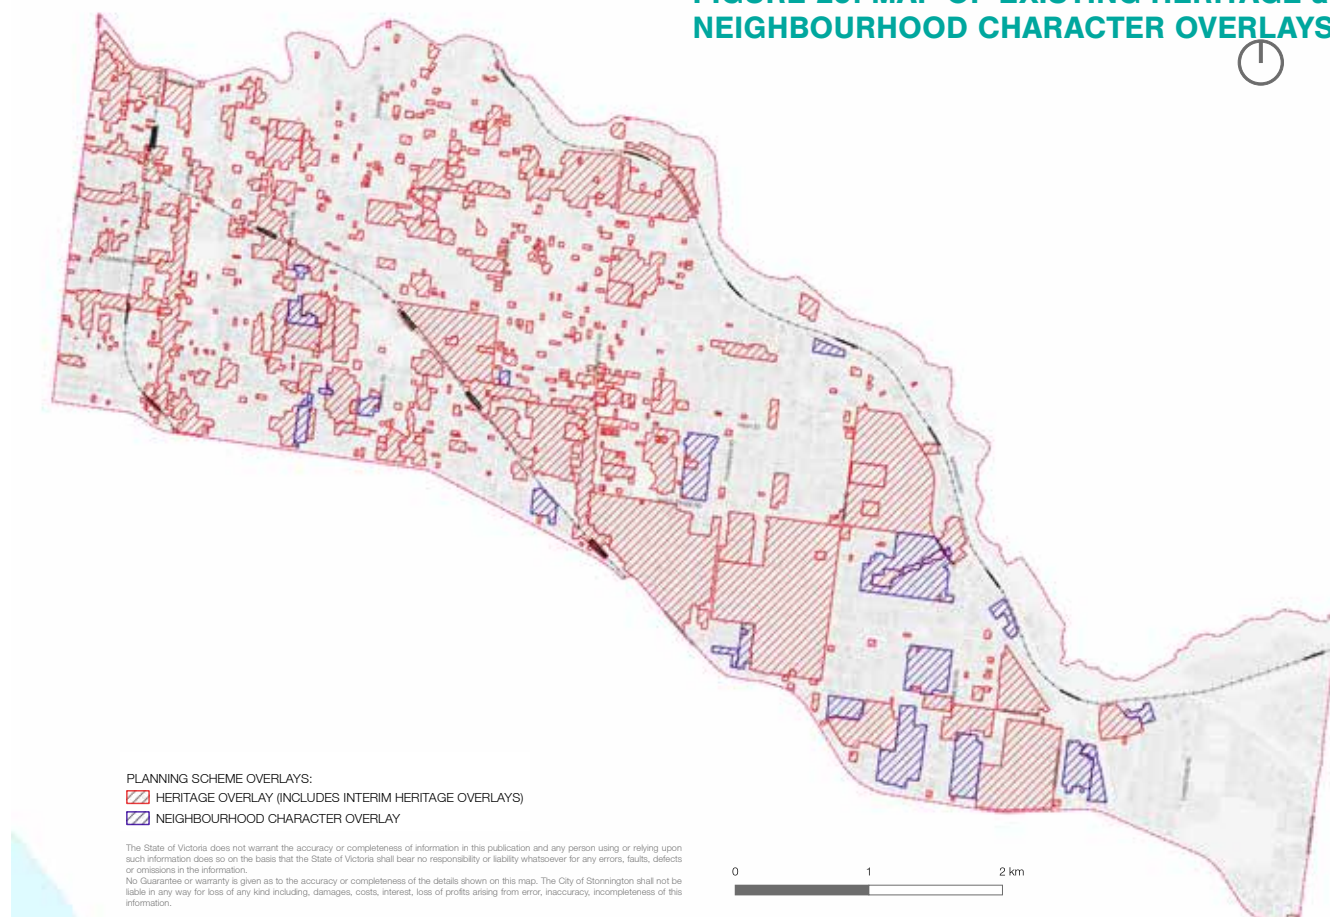 NEIGHBOURHOOD CHARACTER OVERLAYS
PLANNING SCHEME OVERLAYS:
HERITAGE OVERLAY (INCLUDES INTERIM HERITAGE OVERLAYS)
NEIGHBOURHOOD CHARACTER OVERLAY
The State of Victoria does not warrant the accuracy or completeness of information in this publication and any person using or relying upon
such information does so on the basis that the State of Victoria shall bear no responsibility or liability whatsoever for any errors, faults, defects
or omissions in the information.
No Guarantee or warranty is given as to the accuracy or completeness of the details shown on this map. The City of Stonnington shall not be
liable in any way for loss of any kind including, damages, costs, interest, loss of profits arising from error, inaccuracy, incompleteness of this
information.
0 1 2 km